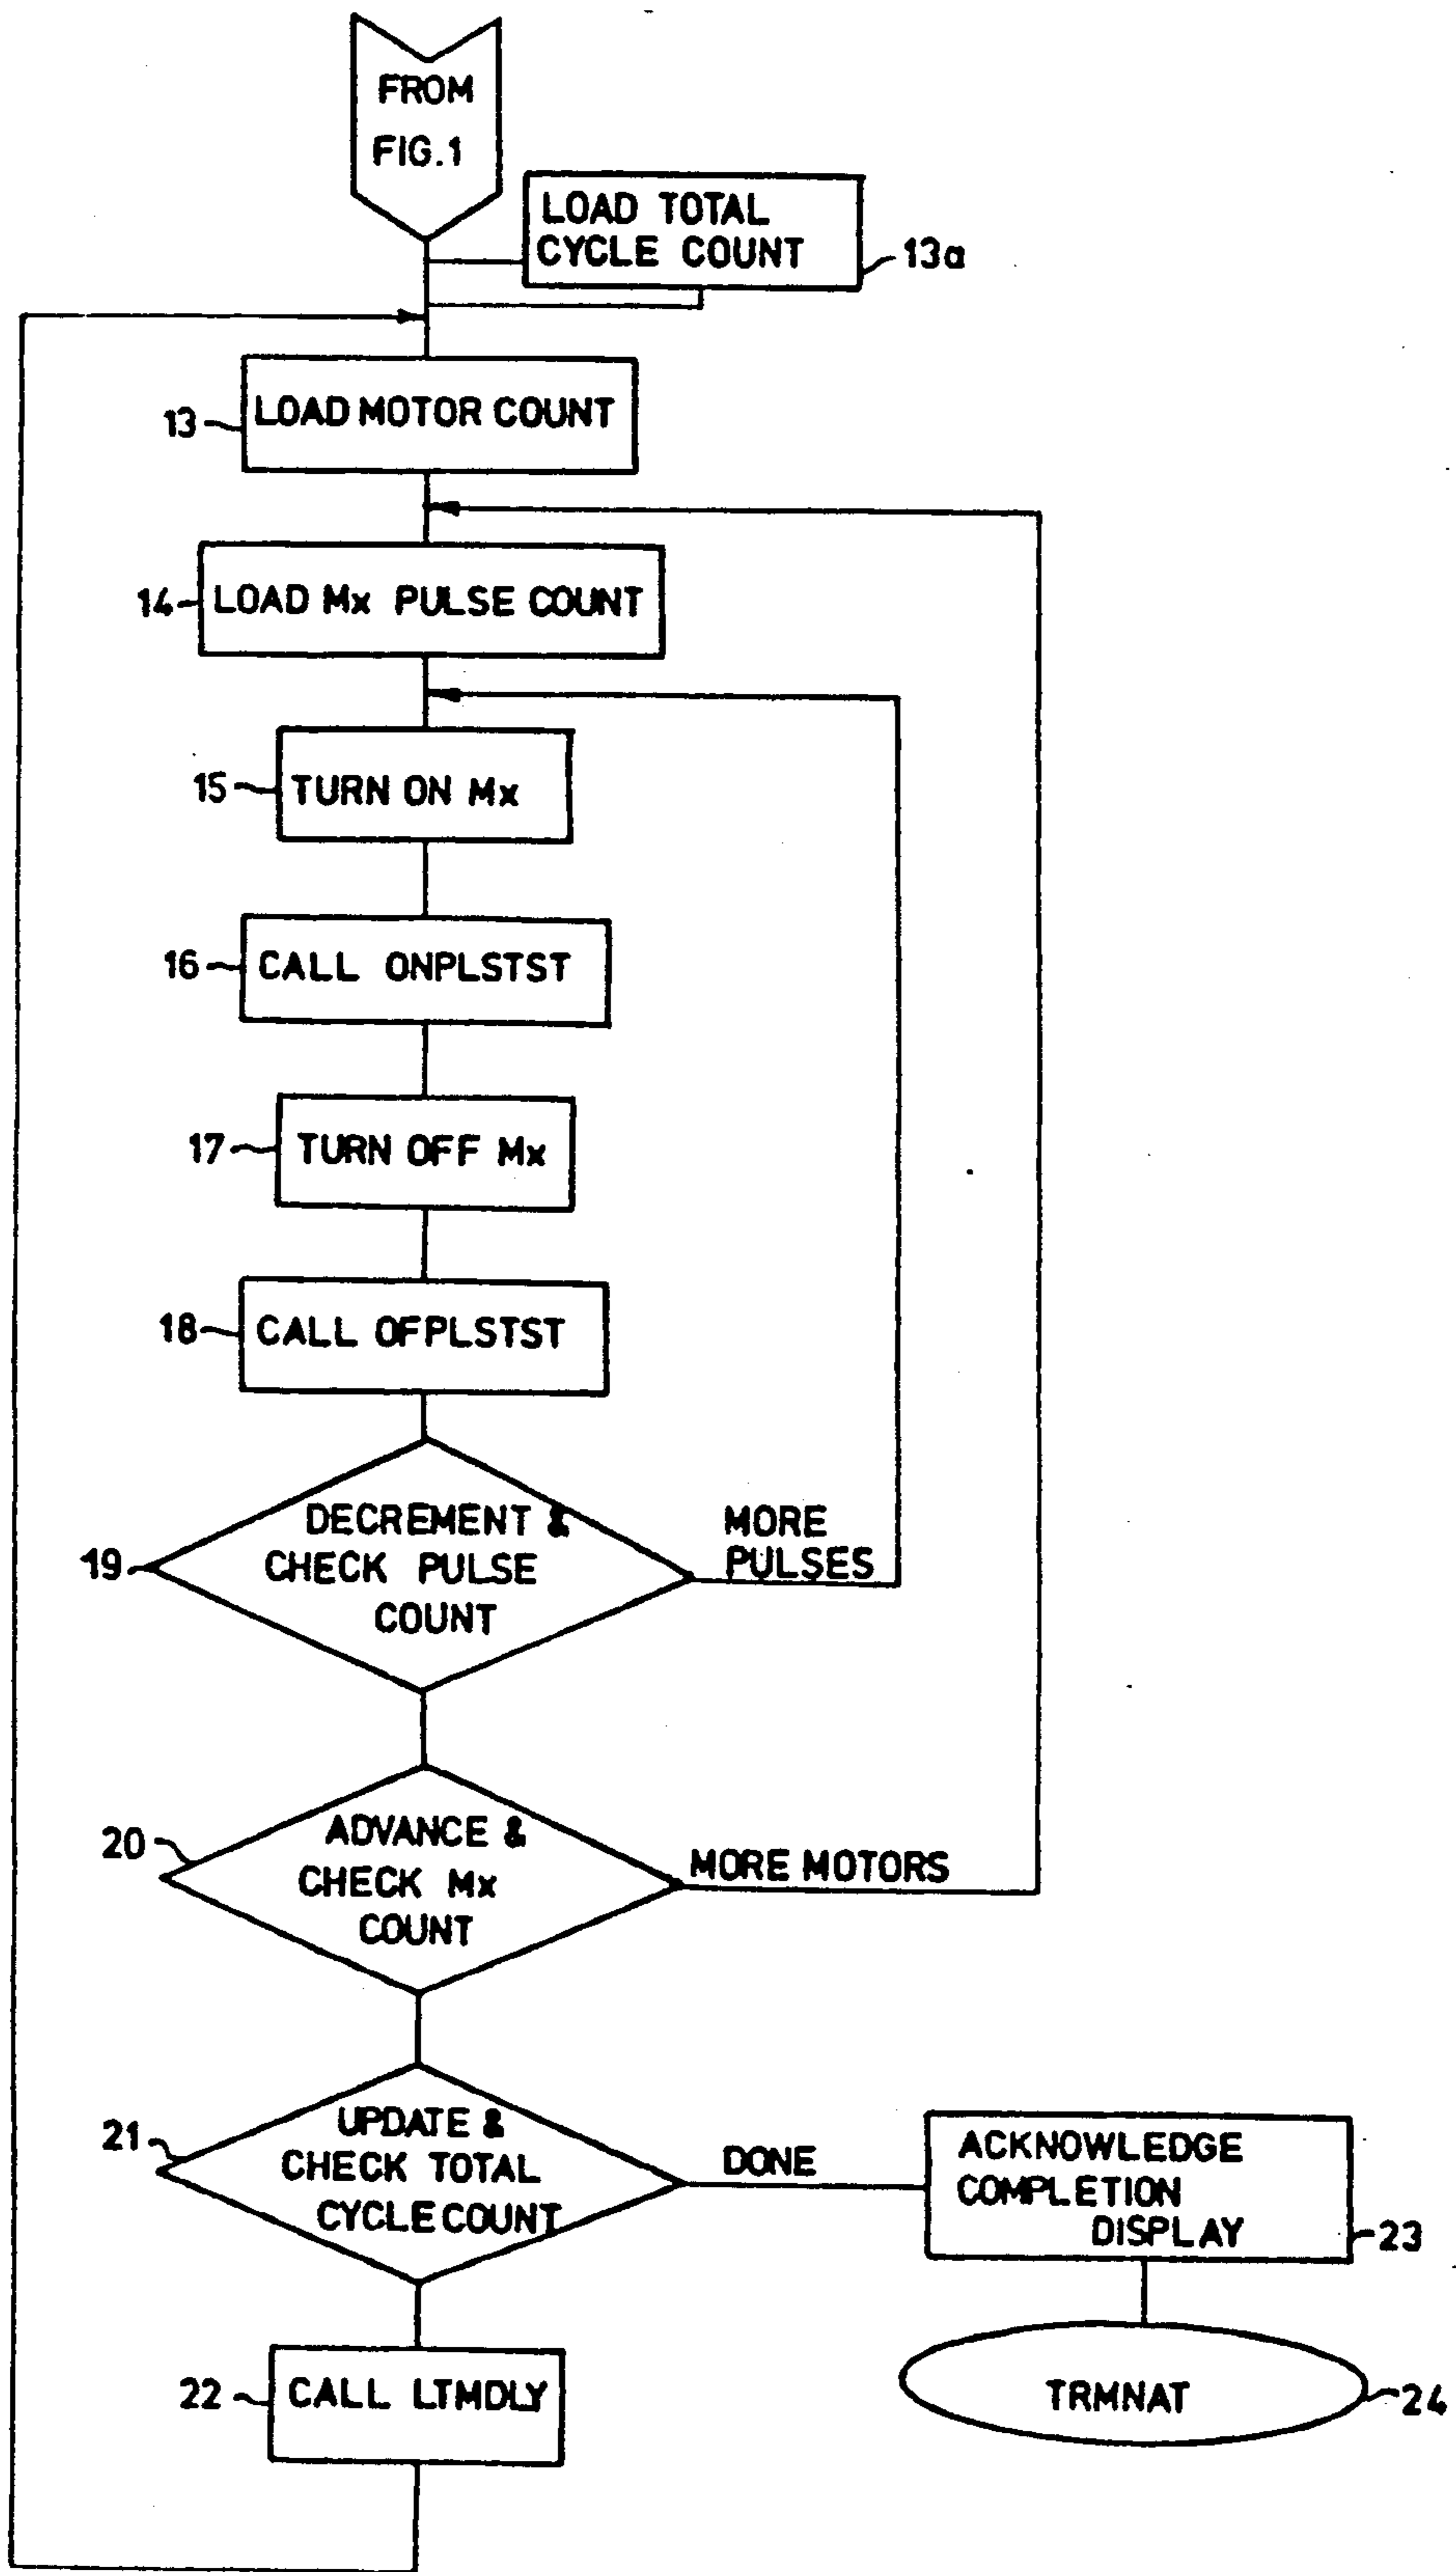 FROM
FIG.1
LOAD TOTAL
CYCLE COUNT
13a
LOAD MOTOR COUNT
13
14
LOAD Mx PULSE COUNT
15
TURN ON Mx
16
CALL ONPLSTST
17
TURN OFF Mx
18
CALL OFPLSTST
19
DECREMENT &
CHECK PULSE
COUNT
MORE
PULSES
20
ADVANCE &
CHECK Mx
COUNT
MORE MOTORS
21
UPDATE &
CHECK TOTAL
CYCLE COUNT
DONE
ACKNOWLEDGE
COMPLETION
DISPLAY
23
22
CALL LTMDLY
TRMNAT
24